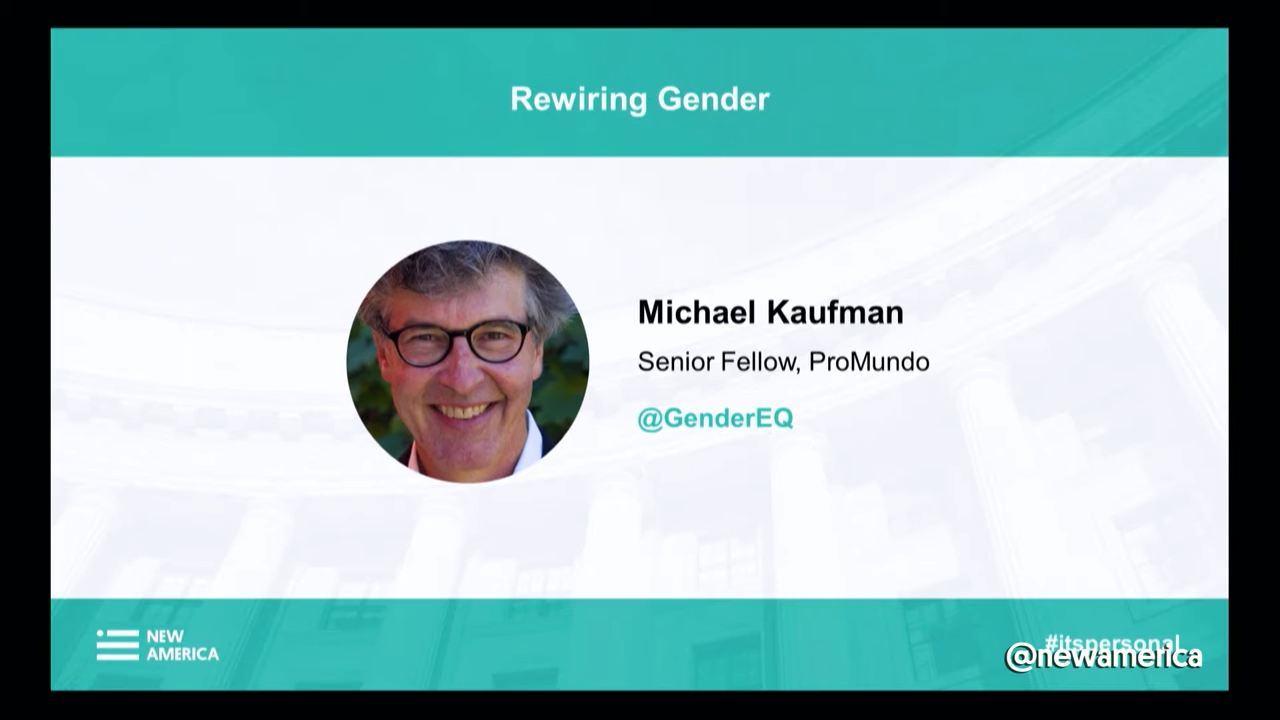 Rewiring Gender
Michael Kaufman
Senior Fellow, ProMundo
@GenderEQ
NEW
AMERICA
#itspersonal
@newamerica